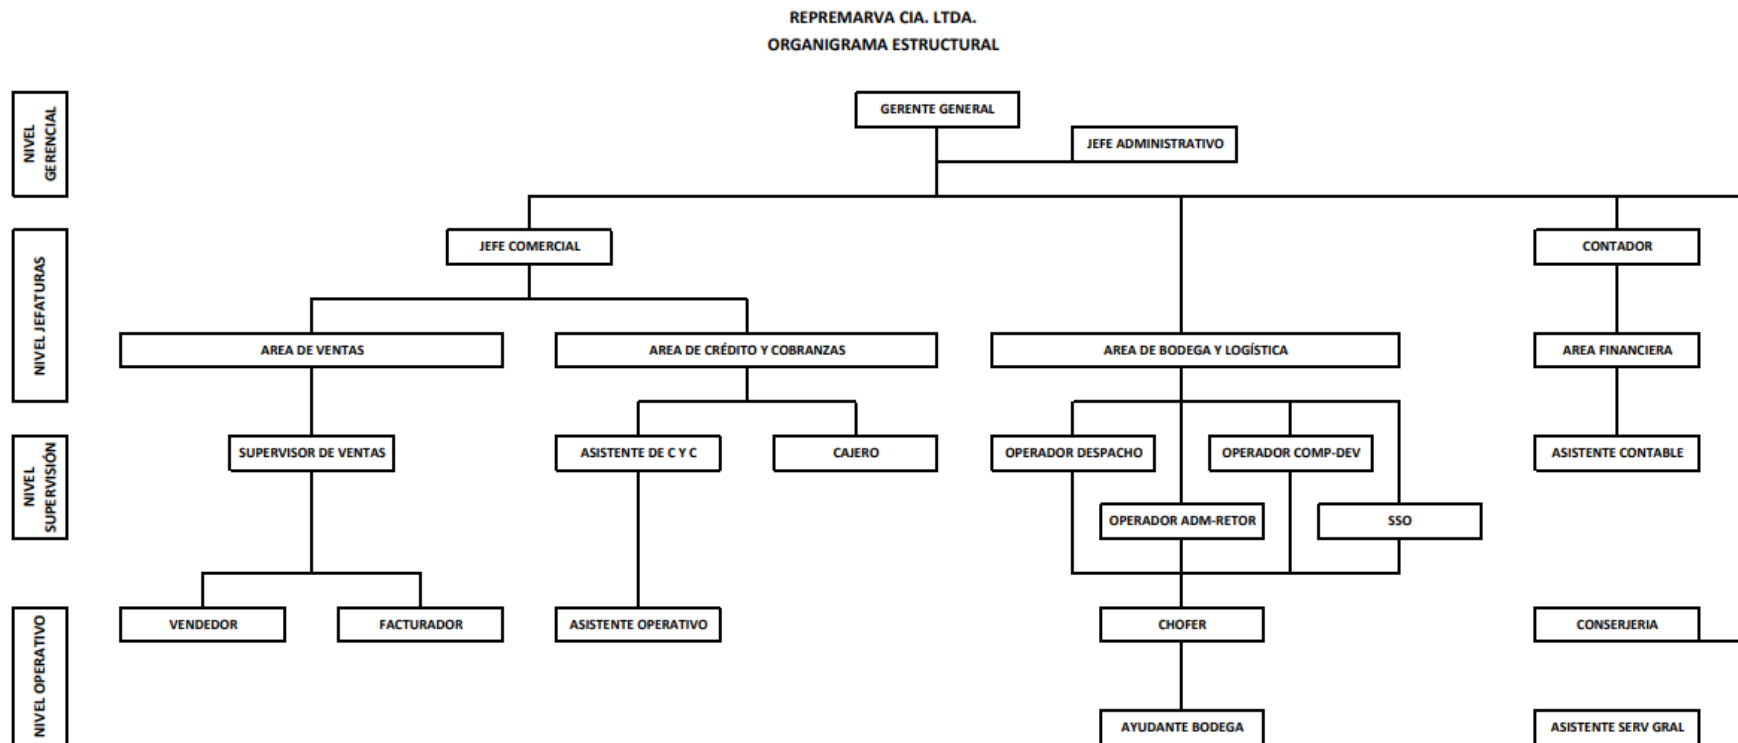 REPREMARVA CIA. LTDA.
ORGANIGRAMA ESTRUCTURAL
NIVEL
GERENCIAL
GERENTE GENERAL
JEFE ADMINISTRATIVO
NIVEL JEFATURAS
JEFE COMERCIAL
CONTADOR
AREA DE VENTAS
AREA DE CRÉDITO Y COBRANZAS
AREA DE BODEGA Y LOGÍSTICA
AREA FINANCIERA
NIVEL
SUPERVISIÓN
SUPERVISOR DE VENTAS
ASISTENTE DE C Y C
CAJERO
OPERADOR DESPACHO
OPERADOR COMP-DEV
ASISTENTE CONTABLE
OPERADOR ADM-RETOR
SSO
NIVEL OPERATIVO
VENDEDOR
FACTURADOR
ASISTENTE OPERATIVO
CHOFER
CONSERJERIA
AYUDANTE BODEGA
ASISTENTE SERV GRAL